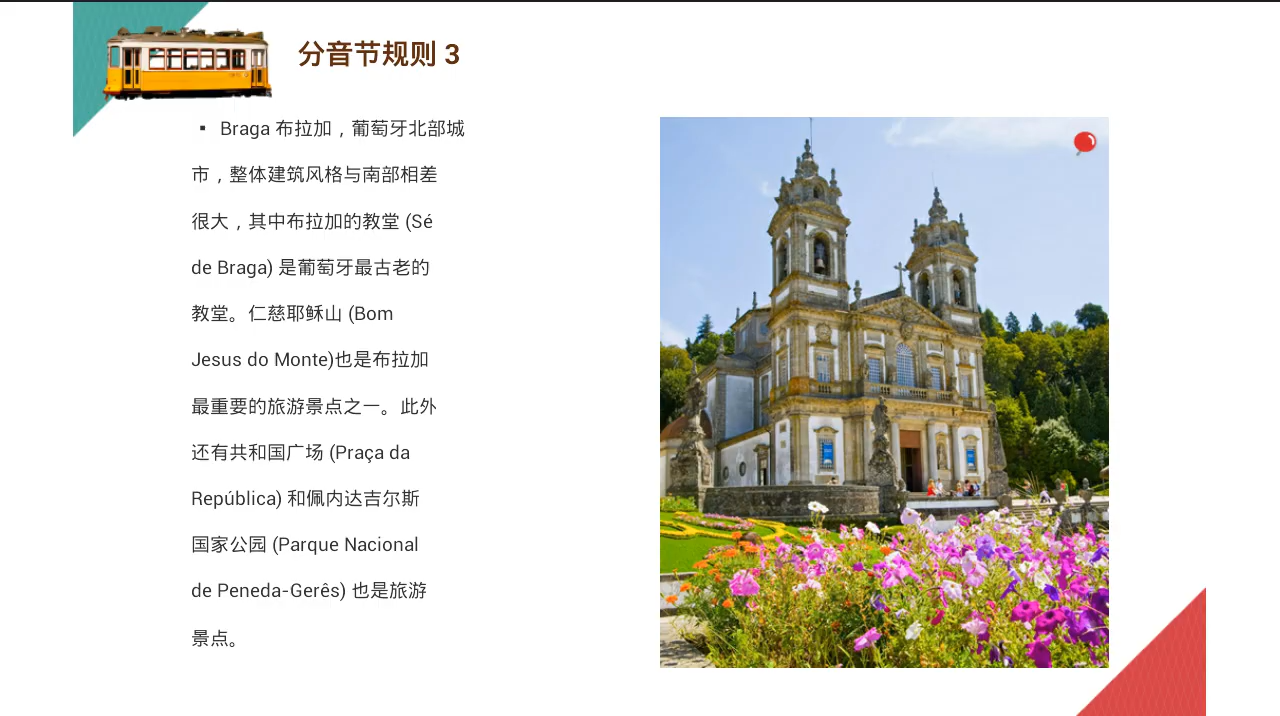 分音节规则 3
▪ Braga 布拉加，葡萄牙北部城
市，整体建筑风格与南部相差
很大，其中布拉加的教堂 (Sé
de Braga) 是葡萄牙最古老的
教堂。仁慈耶稣山 (Bom
Jesus do Monte)也是布拉加
最重要的旅游景点之一。此外
还有共和国广场 (Praça da
República) 和佩内达吉尔斯
国家公园 (Parque Nacional
de Peneda-Gerês) 也是旅游
景点。